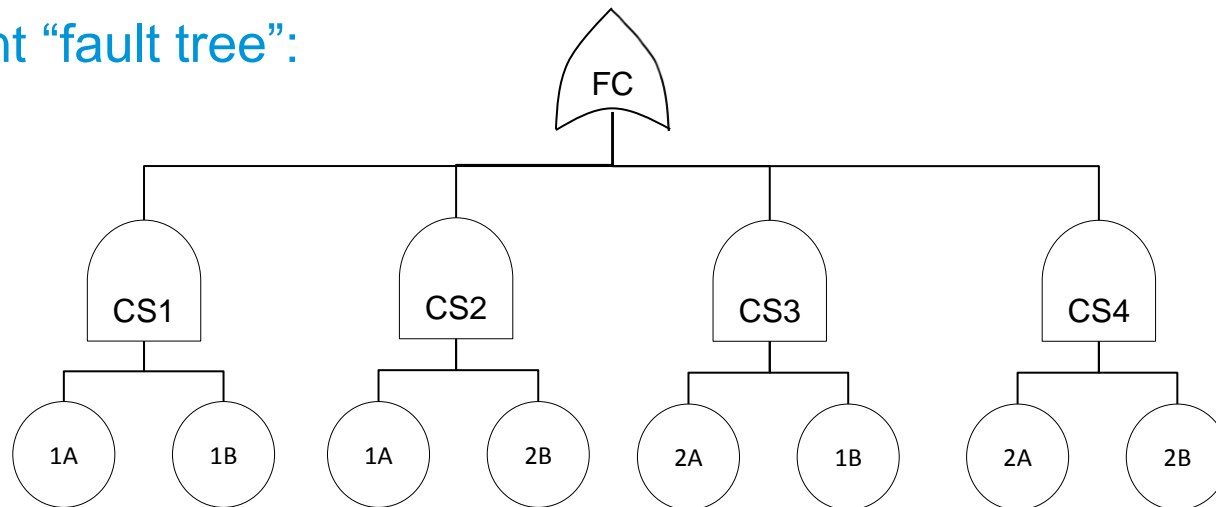 nt “fault tree”:
FC
CS1 CS2 CS3 CS4
1A 1B 1A 2B 2A 1B 2A 2B